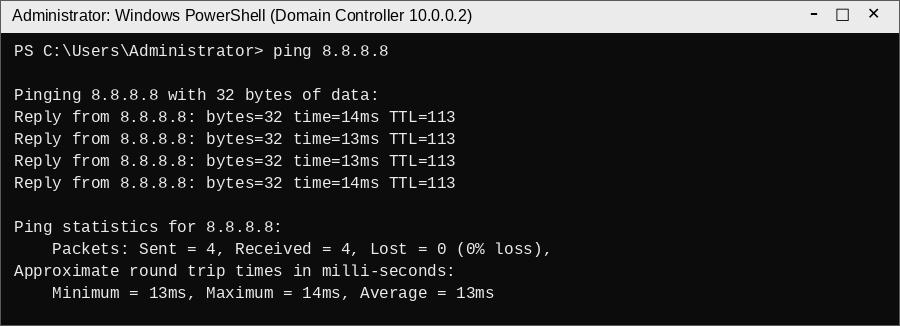 Administrator: Windows PowerShell (Domain Controller 10.0.0.2)
PS C:\Users\Administrator> ping 8.8.8.8
Pinging 8.8.8.8 with 32 bytes of data:
Reply from 8.8.8.8: bytes=32 time=14ms TTL=113
Reply from 8.8.8.8: bytes=32 time=13ms TTL=113
Reply from 8.8.8.8: bytes=32 time=13ms TTL=113
Reply from 8.8.8.8: bytes=32 time=14ms TTL=113
Ping statistics for 8.8.8.8:
    Packets: Sent = 4, Received = 4, Lost = 0 (0% loss),
Approximate round trip times in milli-seconds:
    Minimum = 13ms, Maximum = 14ms, Average = 13ms